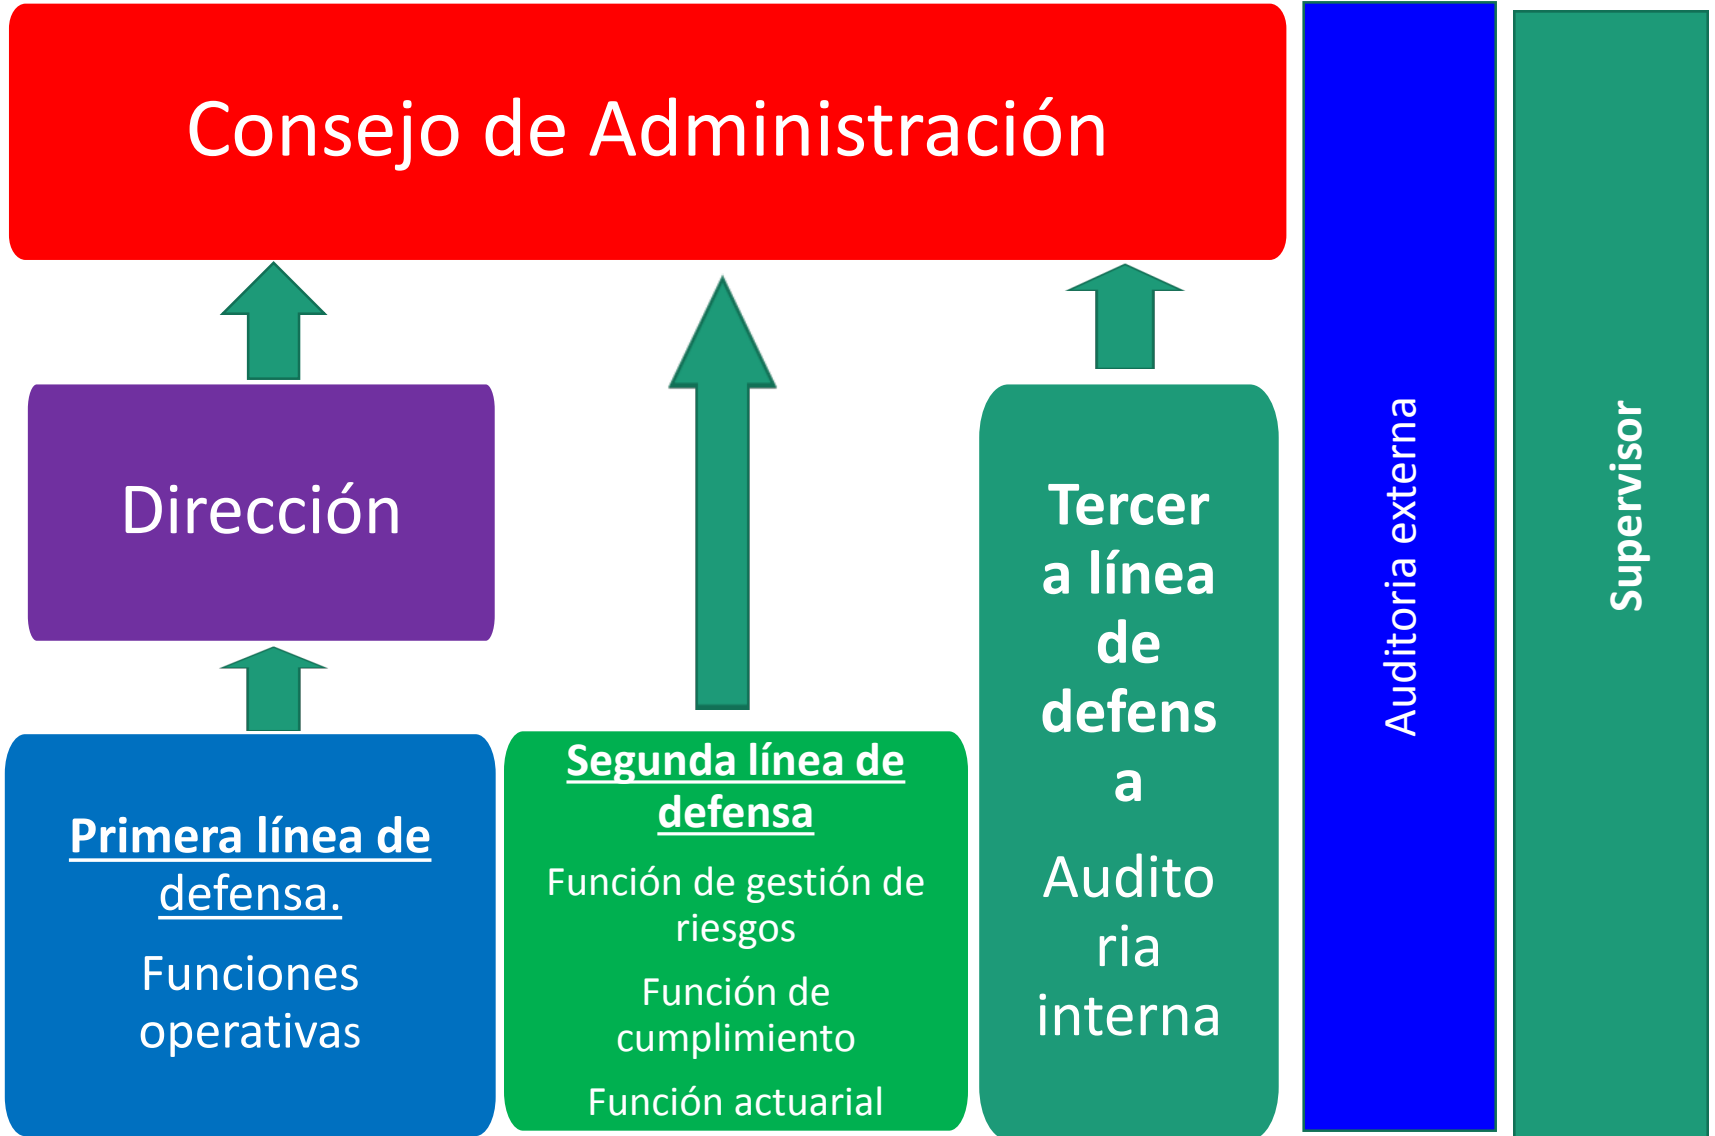 Consejo de Administración
Dirección
Primera línea de
defensa.
Funciones
operativas
Segunda línea de
defensa
Función de gestión de
riesgos
Función de
cumplimiento
Función actuarial
Tercer
a línea
de
defens
a
Audito
ria
interna
Auditoria externa
Supervisor